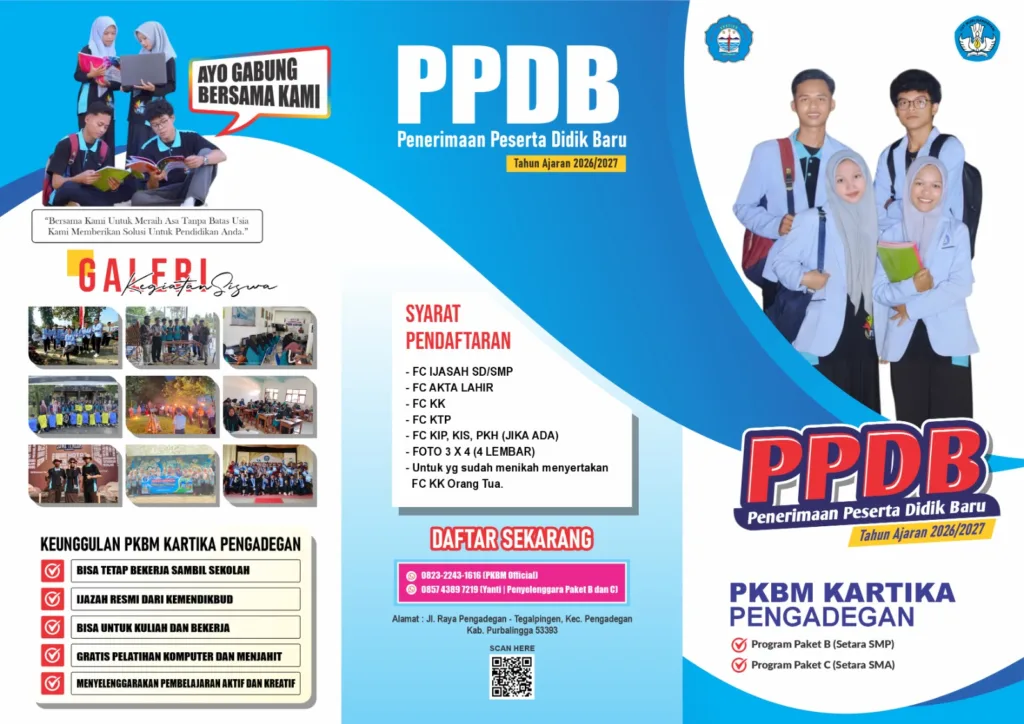 AYO GABUNG
BERSAMA KAMI
"Bersama Kami Untuk Meraih Asa Tanpa Batas Usia
Kami Memberikan Solusi Untuk Pendidikan Anda."
GALERI
Kegiatan Siswa
KEUNGGULAN PKBM KARTIKA PENGADEGAN
BISA TETAP BEKERJA SAMBIL SEKOLAH
IJAZAH RESMI DARI KEMENDIKBUD
BISA UNTUK KULIAH DAN BEKERJA
GRATIS PELATIHAN KOMPUTER DAN MENJAHIT
MENYELENGGARAKAN PEMBELAJARAN AKTIF DAN KREATIF
PPDB
Penerimaan Peserta Didik Baru
Tahun Ajaran 2026/2027
SYARAT
PENDAFTARAN
- FC IJASAH SD/SMP
- FC AKTA LAHIR
- FC KK
- FC KTP
- FC KIP, KIS, PKH (JIKA ADA)
- FOTO 3 X 4 (4 LEMBAR)
- Untuk yg sudah menikah menyertakan
FC KK Orang Tua.
DAFTAR SEKARANG
0823-2243-1616 (PKBM Official)
0857 4389 7219 (Yanti | Penyelenggara Paket B dan C)
Alamat : Jl. Raya Pengadegan - Tegalpingen, Kec. Pengadegan
Kab. Purbalingga 53393
SCAN HERE
PPDB
Penerimaan Peserta Didik Baru
Tahun Ajaran 2026/2027
PKBM KARTIKA
PENGADEGAN
Program Paket B (Setara SMP)
Program Paket C (Setara SMA)